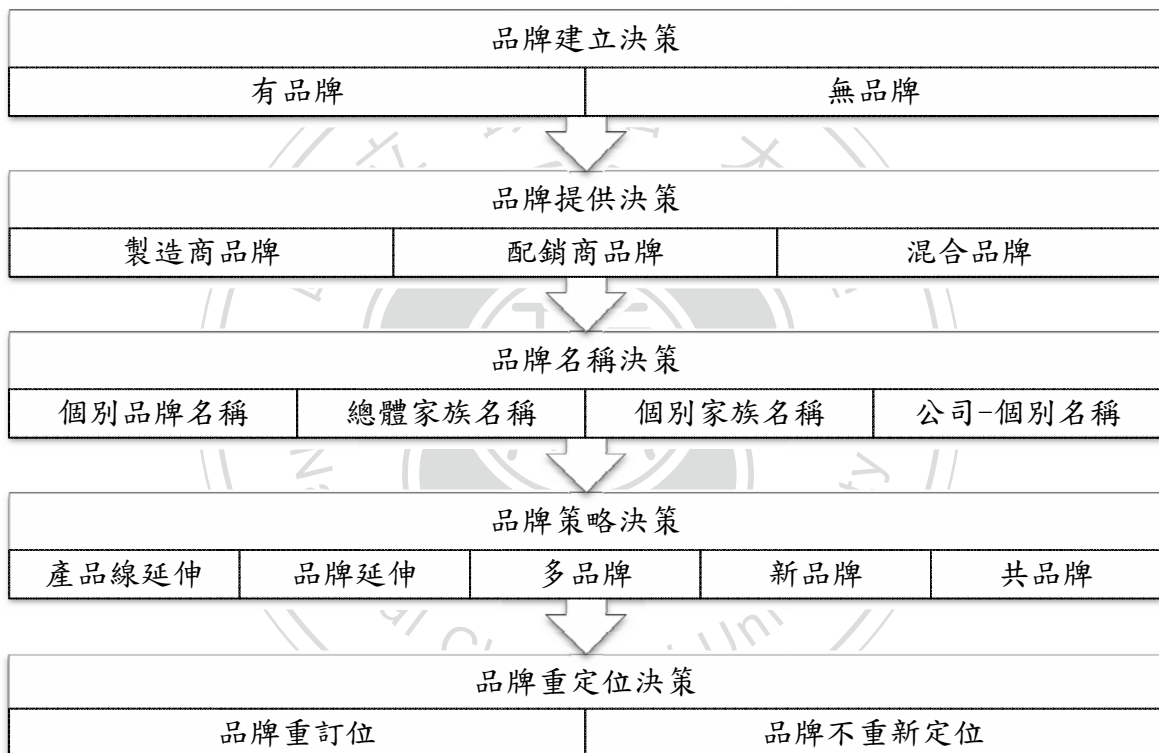 品牌建立決策
有品牌 無品牌
品牌提供決策
製造商品牌 配銷商品牌 混合品牌
品牌名稱決策
個別品牌名稱 總體家族名稱 個別家族名稱 公司-個別名稱
品牌策略決策
產品線延伸 品牌延伸 多品牌 新品牌 共品牌
品牌重定位決策
品牌重訂位 品牌不重新定位